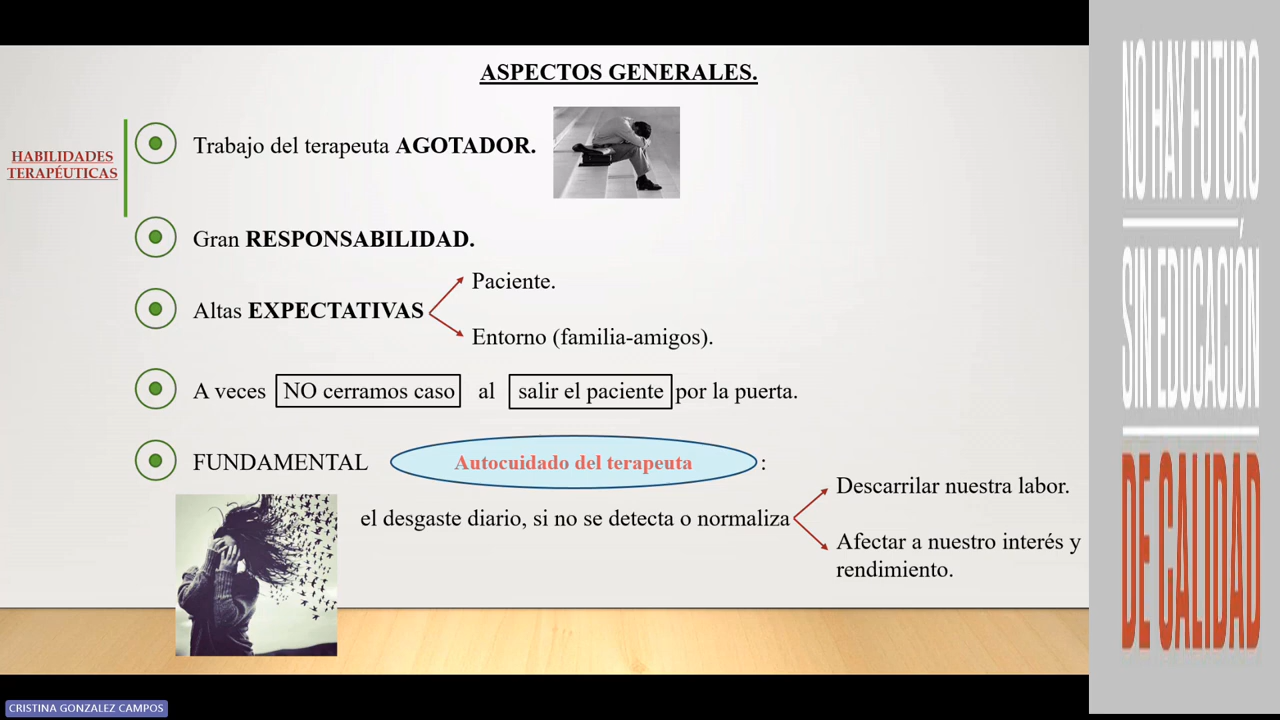 ASPECTOS GENERALES.
HABILIDADES
TERAPÉUTICAS
Trabajo del terapeuta AGOTADOR.
Gran RESPONSABILIDAD.
Altas EXPECTATIVAS
Paciente.
Entorno (familia-amigos).
A veces NO cerramos caso al salir el paciente por la puerta.
FUNDAMENTAL Autocuidado del terapeuta :
el desgaste diario, si no se detecta o normaliza
Descarrilar nuestra labor.
Afectar a nuestro interés y
rendimiento.
NO HAY FUTURO
SIN EDUCACIÓN
DE CALIDAD
CRISTINA GONZALEZ CAMPOS